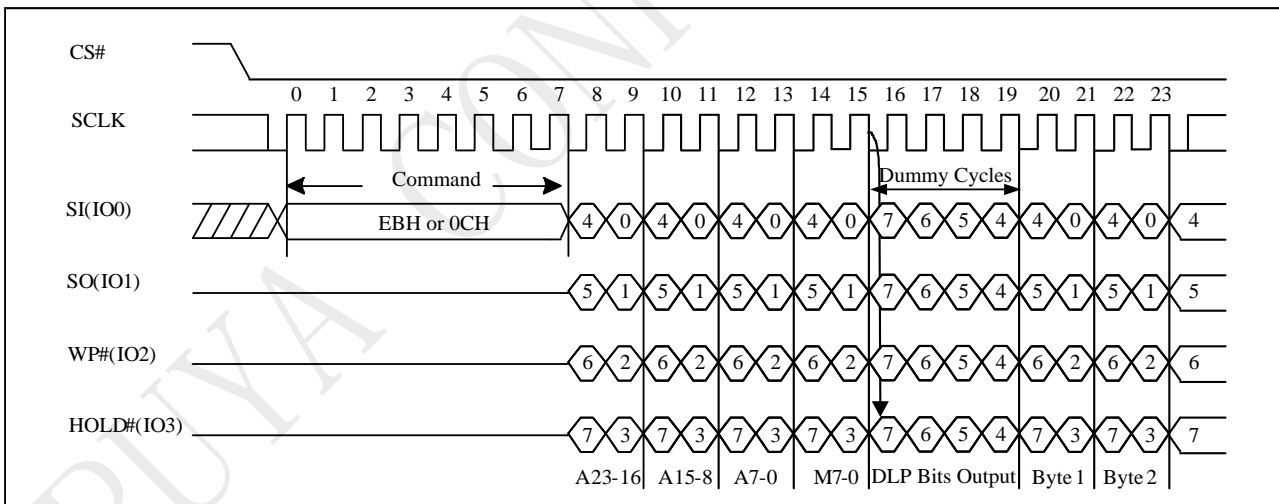 CS#
0 1 2 3 4 5 6 7 8 9 10 11 12 13 14 15 16 17 18 19 20 21 22 23
SCLK
Command
Dummy Cycles
SI(IO0)
EBH or 0CH
4 0 4 0 4 0 4 0 7 6 5 4 4 0 4 0 4
SO(IO1)
5 1 5 1 5 1 5 1 7 6 5 4 5 1 5 1 5
WP#(IO2)
6 2 6 2 6 2 6 2 7 6 5 4 6 2 6 2 6
HOLD#(IO3)
7 3 7 3 7 3 7 3 7 6 5 4 7 3 7 3 7
A23-16 A15-8 A7-0 M7-0 DLP Bits Output Byte 1 Byte 2
PUYA CONF